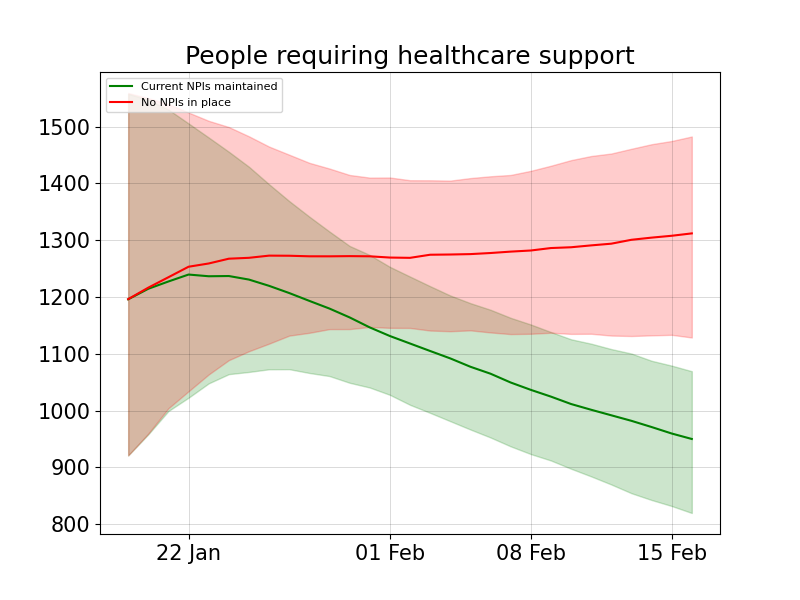 People requiring healthcare support
Current NPIs maintained
No NPIs in place
1500
1400
1300
1200
1100
1000
900
800
22 Jan
01 Feb
08 Feb
15 Feb